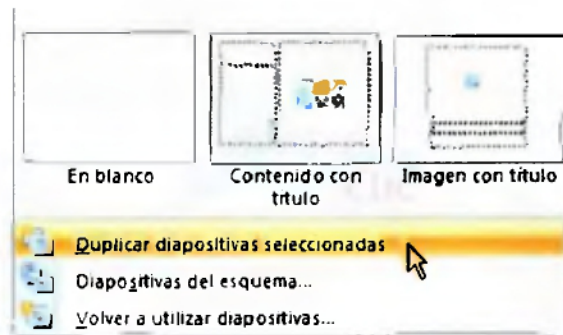 En blanco
Contenido con título
Imagen con título
Duplicar diapositivas seleccionadas
Diapositivas del esquema...
Volver a utilizar diapositivas...